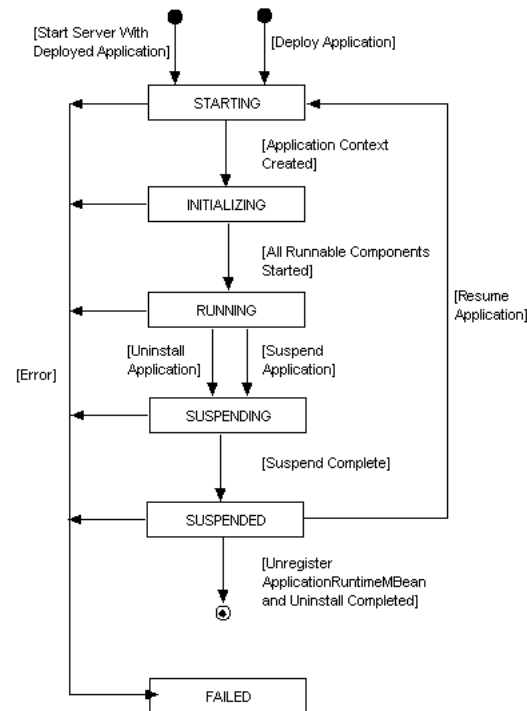 [Start Server With
Deployed Application]
[Deploy Application]
STARTING
[Application Context
Created]
INITIALIZING
[All Runnable Components
Started]
RUNNING
[Resume
Application]
[Uninstall
Application]
[Suspend
Application]
[Error]
SUSPENDING
[Suspend Complete]
SUSPENDED
[Unregister
ApplicationRuntimeMBean
and Uninstall Completed]
FAILED